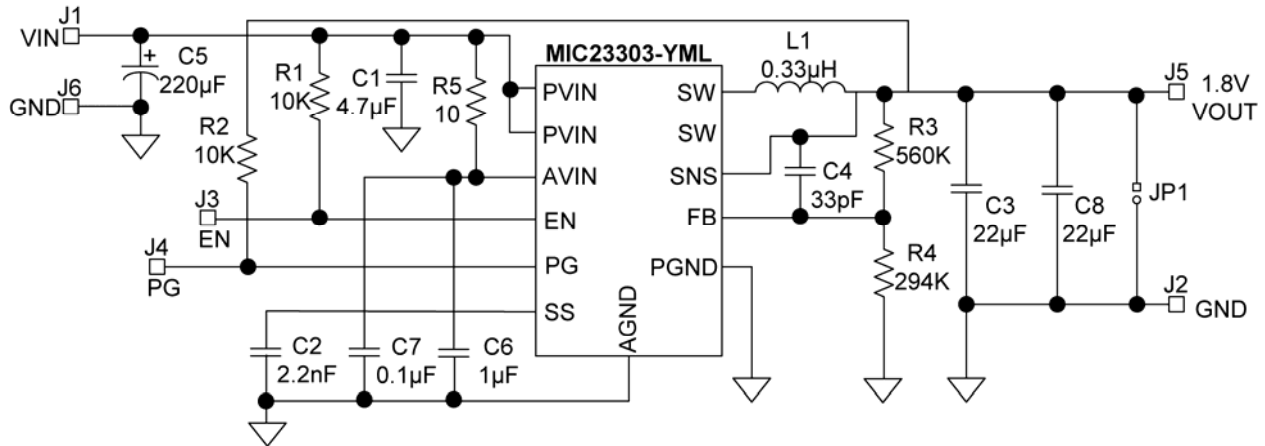 J1
VIN
C5
+
220µF
J6
GND
R1
10K
C1
4.7µF
R5
10
R2
10K
J3
EN
J4
PG
C2
2.2nF
C7
0.1µF
C6
1µF
MIC23303-YML
PVIN
PVIN
AVIN
EN
PG
SS
AGND
SW
SW
SNS
FB
PGND
L1
0.33µH
C4
33pF
R3
560K
R4
294K
C3
22µF
C8
22µF
JP1
J5
1.8V
VOUT
J2
GND